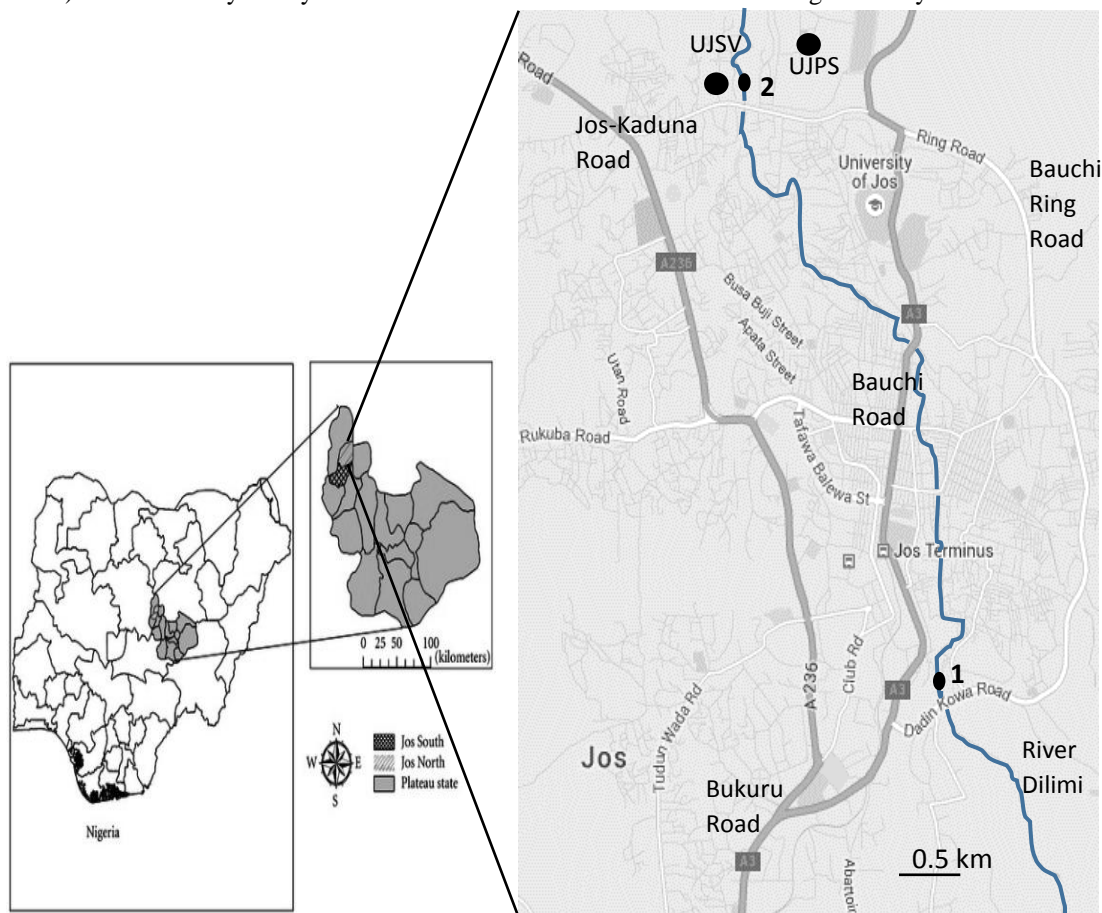 UJSV
UJPS
2
Road
Jos-Kaduna
Road
Ring Road
University
of Jos
Bauchi
Ring
Road
A236
Busa Buji Street
Apata Street
A3
Utan Road
Bauchi
Road
Rukuba Road
Tafawa Balewa St
Jos Terminus
1
Club Rd
A 236
A3
Dadin Kowa Road
Tudun Wada Rd
Jos
River
Dilimi
Bukuru
Road
A3
0.5 km
0 25 50 100
(kilometers)
N
W E
S
Jos South
Jos North
Plateau state
Nigeria